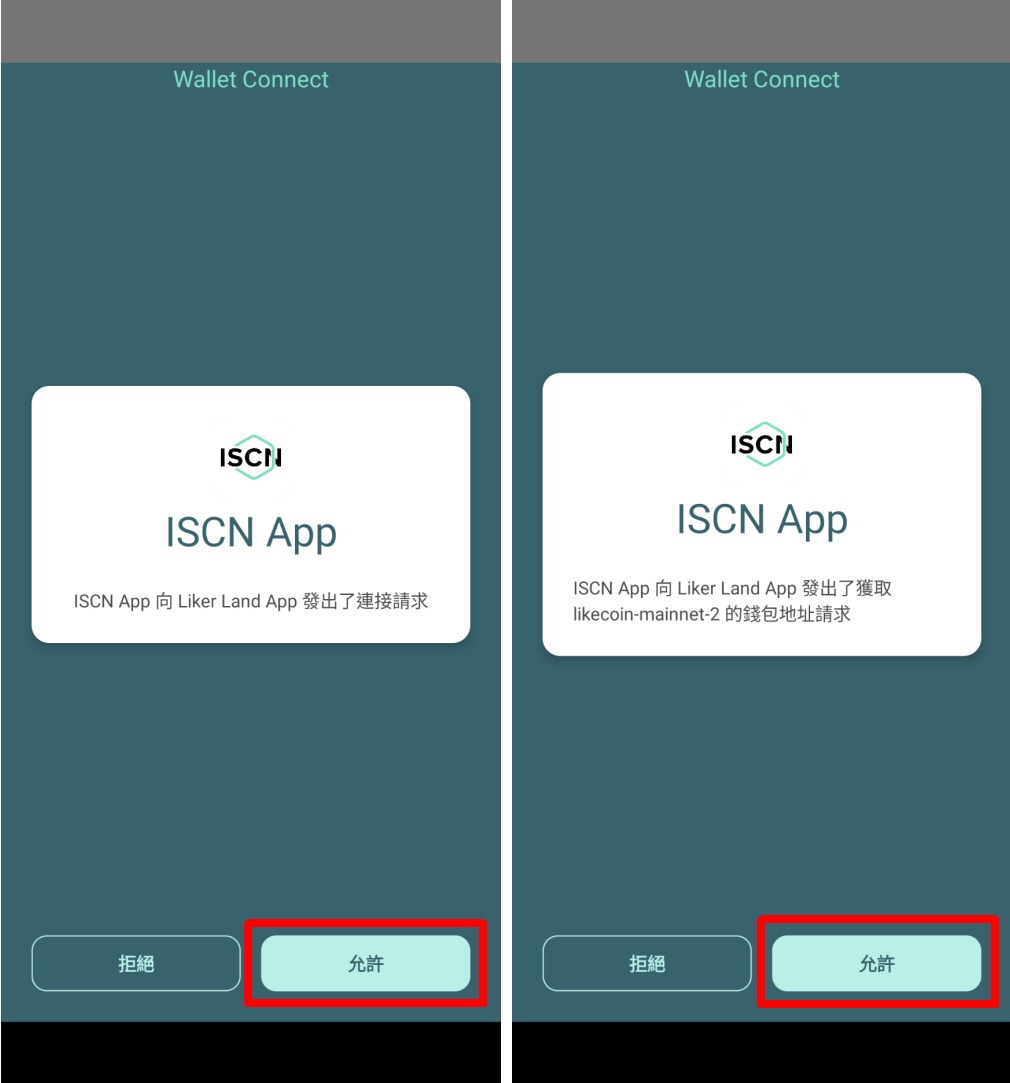 Wallet Connect
ISCN
ISCN App
ISCN App 向 Liker Land App 發出了連接請求
拒絕
允許
Wallet Connect
ISCN
ISCN App
ISCN App 向 Liker Land App 發出了獲取
likecoin-mainnet-2 的錢包地址請求
拒絕
允許